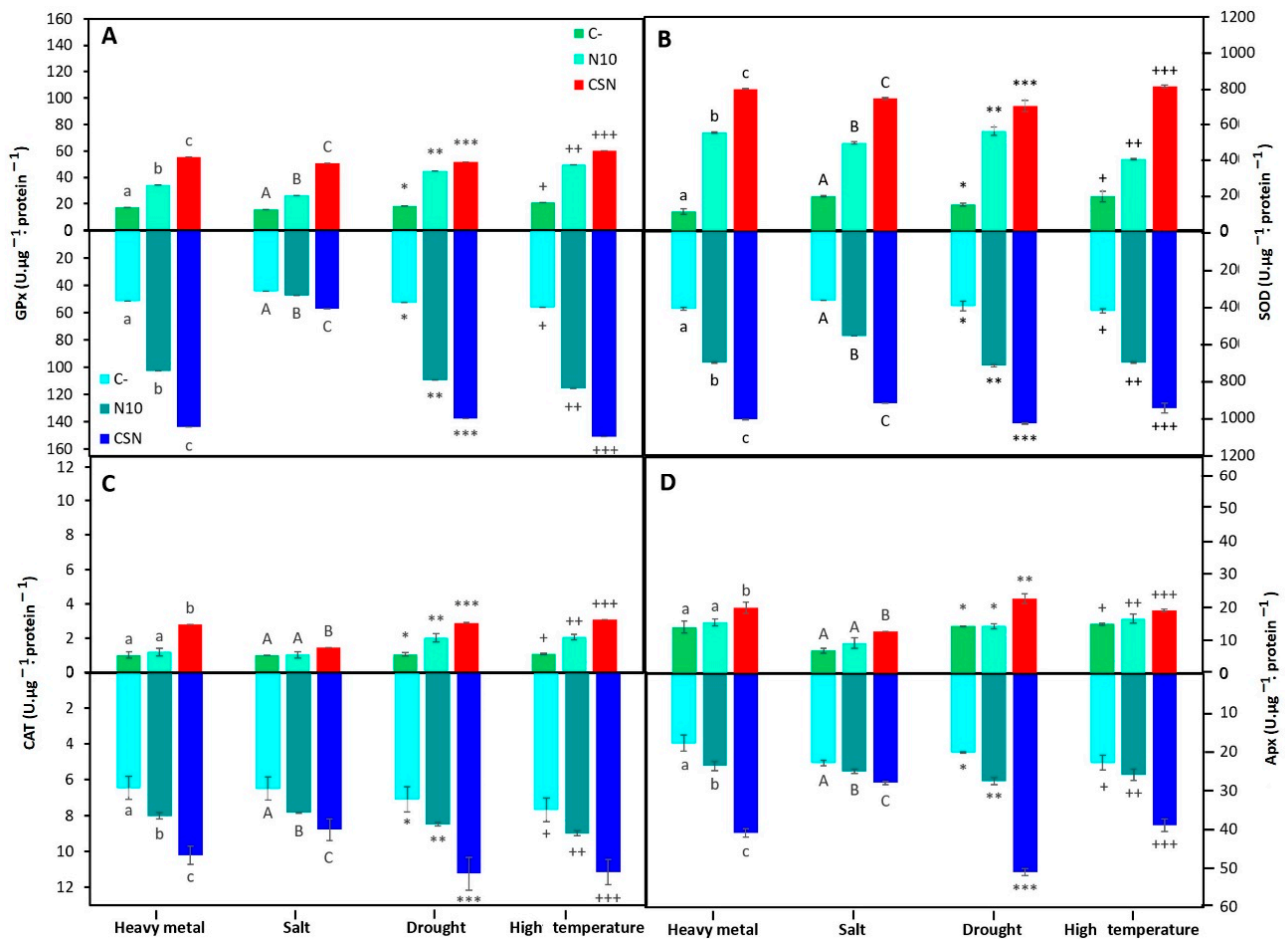 A
160
140
120
100
80
60
40
20
0
20
40
60
80
100
120
140
160
GPx (U.µg⁻¹. protein⁻¹)
C-
N10
CSN
a b c
A B C
* ** ***
+ ++ +++
a b c
A B C
* ** ***
+ ++ +++
C-
N10
CSN
B
1200
1000
800
600
400
200
0
200
400
600
800
1000
1200
SOD (U.µg⁻¹. protein⁻¹)
a b c
A B C
* ** ***
+ ++ +++
a b c
A B C
* ** ***
+ ++ +++
C
12
10
8
6
4
2
0
2
4
6
8
10
12
CAT (U.µg⁻¹. protein⁻¹)
a a b
A A B
* ** ***
+ ++ +++
a b c
A B C
* ** ***
+ ++ +++
Heavy metal Salt Drought High temperature
D
60
50
40
30
20
10
0
10
20
30
40
50
60
Apx (U.µg⁻¹. protein⁻¹)
a a b
A A B
* * **
+ ++ +++
a b c
A B C
* ** ***
+ ++ +++
Heavy metal Salt Drought High temperature